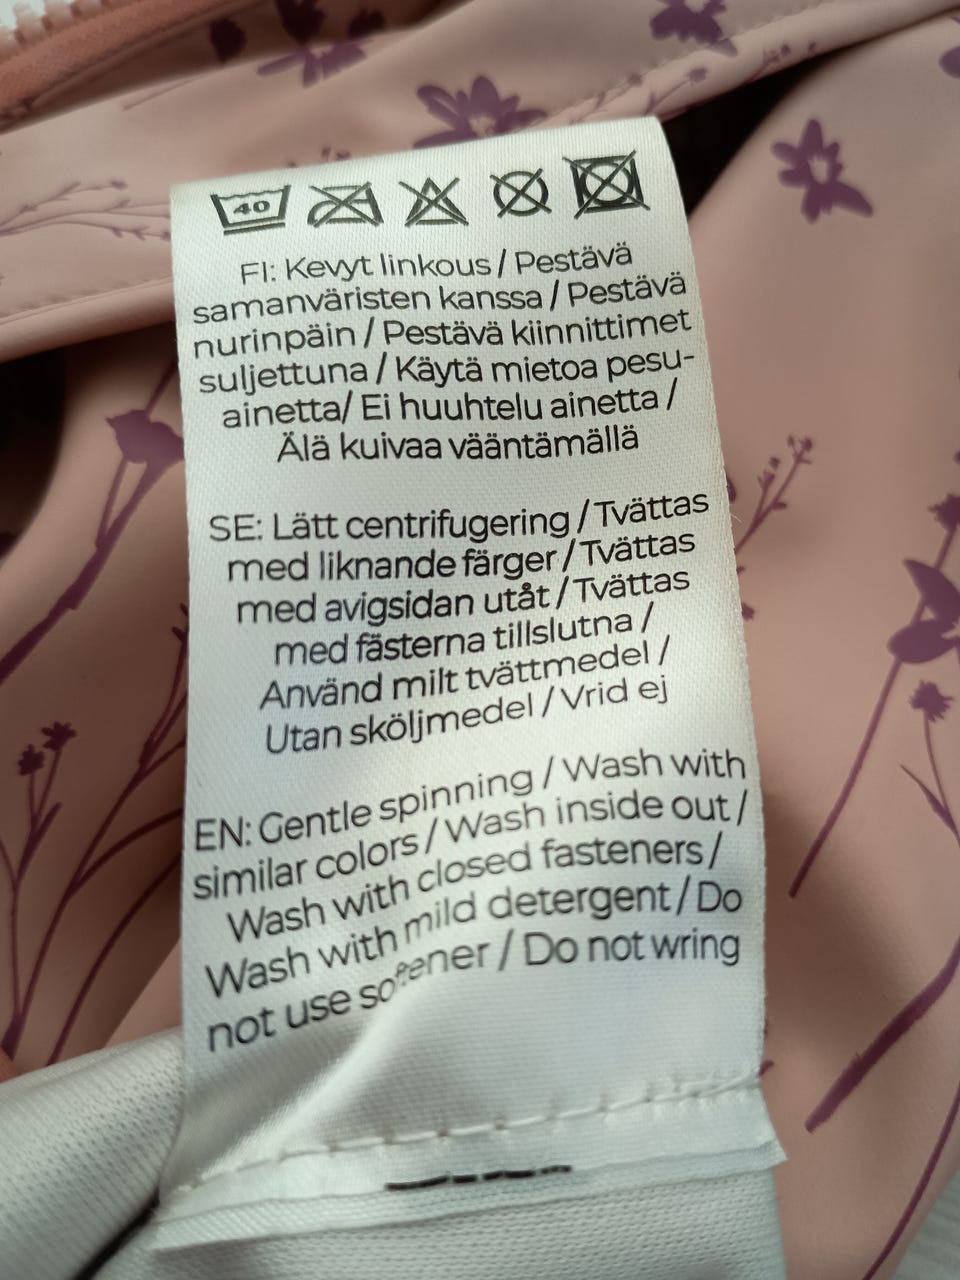 40
FI: Kevyt linkous / Pestävä
samanväristen kanssa / Pestävä
nurinpäin / Pestävä kiinnittimet
suljettuna / Käytä mietoa pesu-
ainetta/ Ei huuhtelu ainetta /
Älä kuivaa vääntämällä
SE: Lätt centrifugering / Tvättas
med liknande färger / Tvättas
med avigsidan utåt / Tvättas
med fästerna tillslutna /
Använd milt tvättmedel /
Utan sköljmedel / Vrid ej
EN: Gentle spinning / Wash with
similar colors / Wash inside out /
Wash with closed fasteners /
Wash with mild detergent / Do
not use softener / Do not wring